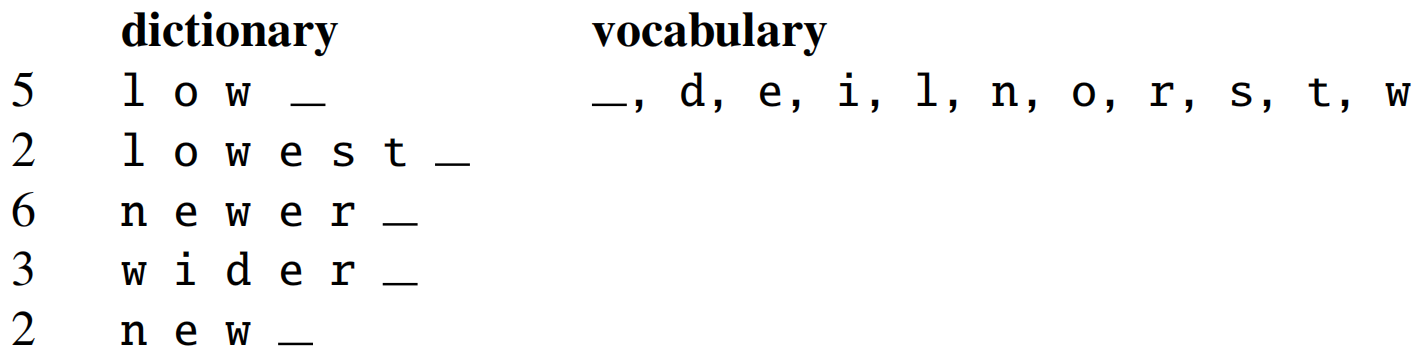 dictionary vocabulary
5 l o w _ _, d, e, i, l, n, o, r, s, t, w
2 l o w e s t _
6 n e w e r _
3 w i d e r _
2 n e w _